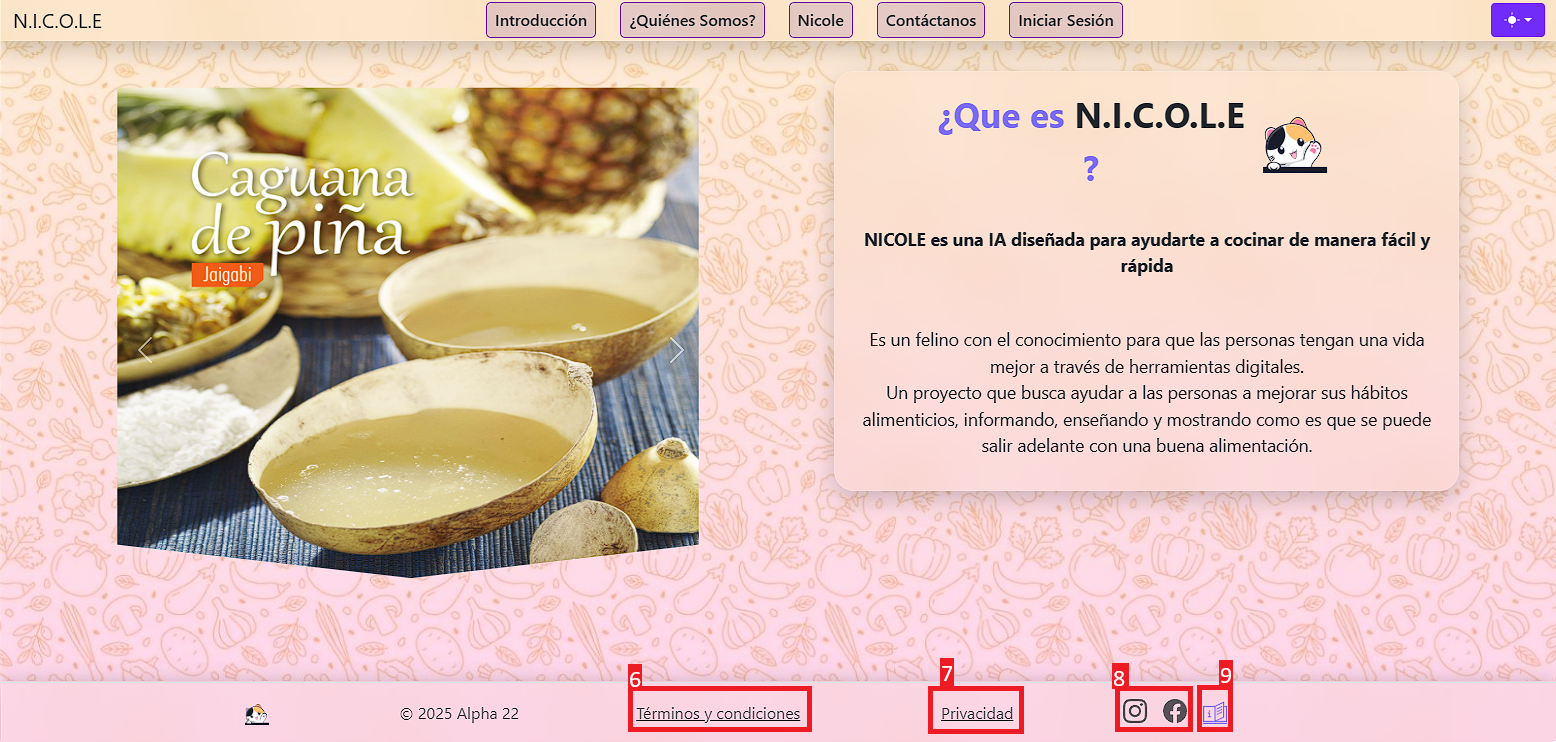 N.I.C.O.L.E
Introducción
¿Quiénes Somos?
Nicole
Contáctanos
Iniciar Sesión
Caguana
de piña
Jaigabi
¿Que es N.I.C.O.L.E
?
NICOLE es una IA diseñada para ayudarte a cocinar de manera fácil y
rápida
Es un felino con el conocimiento para que las personas tengan una vida
mejor a través de herramientas digitales.
Un proyecto que busca ayudar a las personas a mejorar sus hábitos
alimenticios, informando, enseñando y mostrando como es que se puede
salir adelante con una buena alimentación.
6
7
8
9
© 2025 Alpha 22
Términos y condiciones
Privacidad